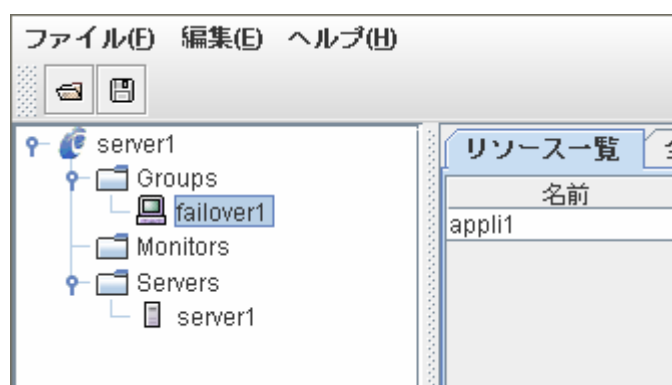 ファイル(F) 編集(E) ヘルプ(H)
server1
Groups
failover1
Monitors
Servers
server1
リソース一覧
名前
appli1